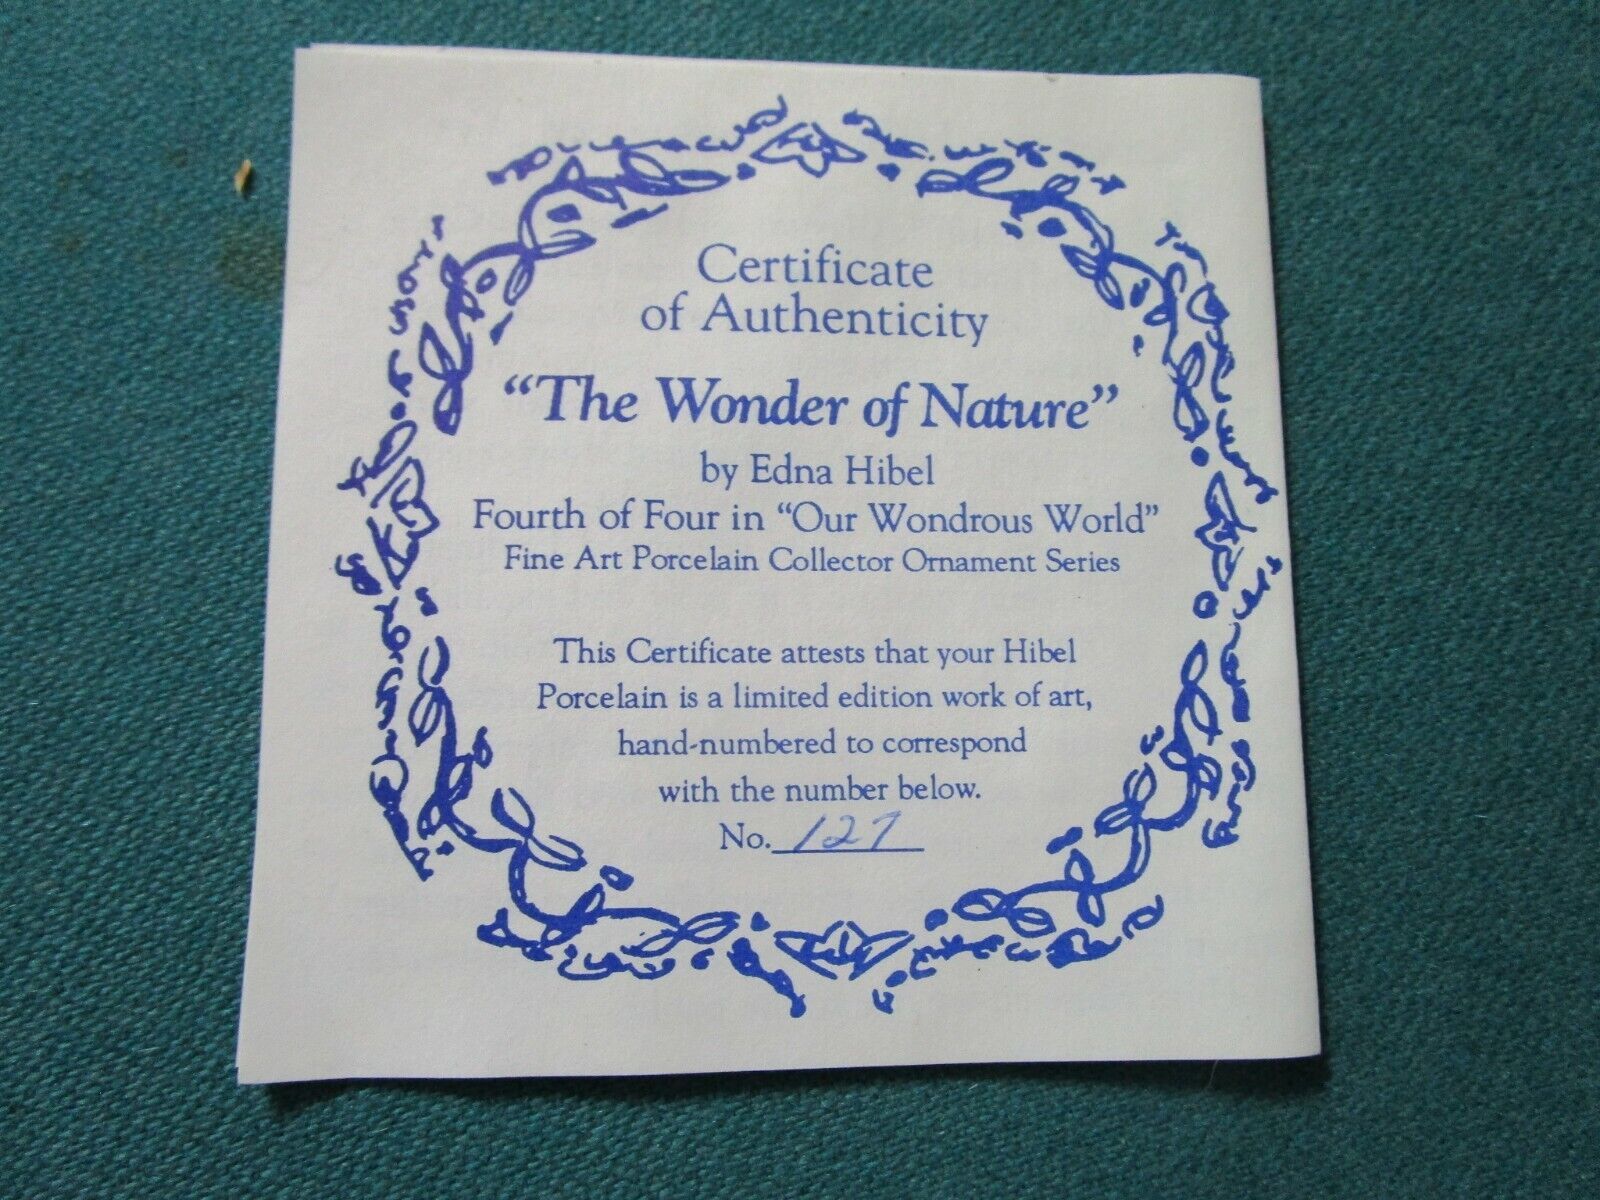 Certificate
of Authenticity
“The Wonder of Nature”
by Edna Hibel
Fourth of Four in “Our Wondrous World”
Fine Art Porcelain Collector Ornament Series
This Certificate attests that your Hibel
Porcelain is a limited edition work of art,
hand-numbered to correspond
with the number below.
No. 127